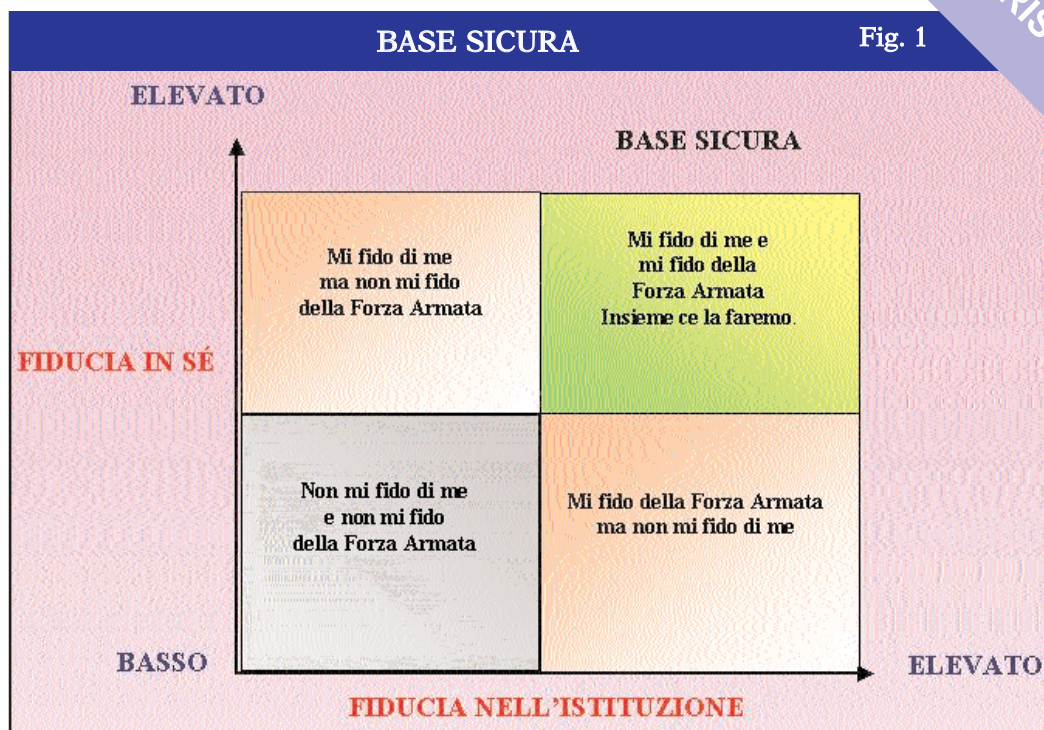 BASE SICURA
Fig. 1
ELEVATO
BASE SICURA
Mi fido di me
ma non mi fido
della Forza Armata
Mi fido di me e
mi fido della
Forza Armata
Insieme ce la faremo.
FIDUCIA IN SÉ
Non mi fido di me
e non mi fido
della Forza Armata
Mi fido della Forza Armata
ma non mi fido di me
BASSO
ELEVATO
FIDUCIA NELL'ISTITUZIONE